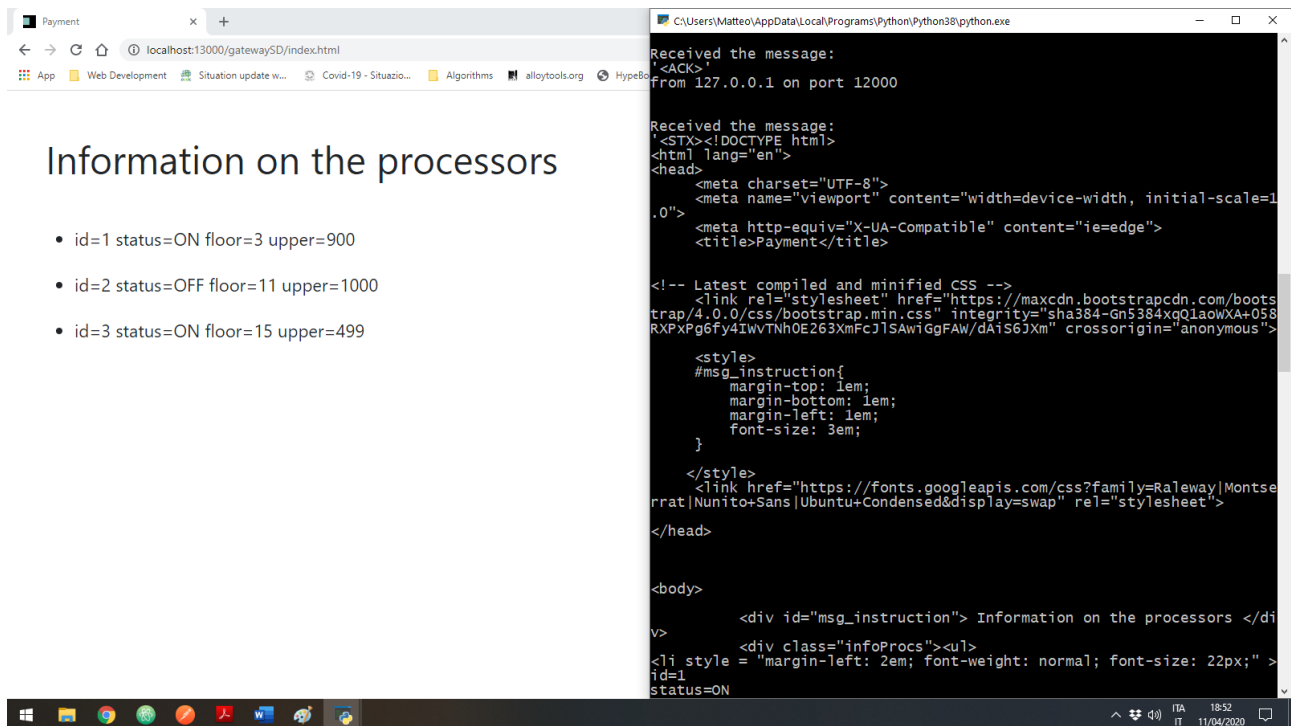 Payment
C:\Users\Matteo\AppData\Local\Programs\Python\Python38\python.exe
localhost:13000/gatewaySD/index.html
App Web Development Situation update w... Covid-19 - Situazio... Algorithms alloytools.org HypeBo
Information on the processors
• id=1 status=ON floor=3 upper=900
• id=2 status=OFF floor=11 upper=1000
• id=3 status=ON floor=15 upper=499
Received the message:
'<ACK>'
from 127.0.0.1 on port 12000
Received the message:
'<STX><!DOCTYPE html>
<html lang="en">
<head>
<meta charset="UTF-8">
<meta name="viewport" content="width=device-width, initial-scale=1
.0">
<meta http-equiv="X-UA-Compatible" content="ie=edge">
<title>Payment</title>
<!-- Latest compiled and minified CSS -->
<link rel="stylesheet" href="https://maxcdn.bootstrapcdn.com/boots
trap/4.0.0/css/bootstrap.min.css" integrity="sha384-Gn5384xqQ1aoWXA+058
RXPxPg6fy4IWvTNh0E263XmFcJlSAwiGgFAW/dAiS6JXm" crossorigin="anonymous">
<style>
#msg_instruction{
margin-top: 1em;
margin-bottom: 1em;
margin-left: 1em;
font-size: 3em;
}
</style>
<link href="https://fonts.googleapis.com/css?family=Raleway|Montse
rrat|Nunito+Sans|Ubuntu+Condensed&display=swap" rel="stylesheet">
</head>
<body>
<div id="msg_instruction"> Information on the processors </di
v>
<div class="infoProcs"><ul>
<li style = "margin-left: 2em; font-weight: normal; font-size: 22px;" >
id=1
status=ON
ITA
IT
18:52
11/04/2020